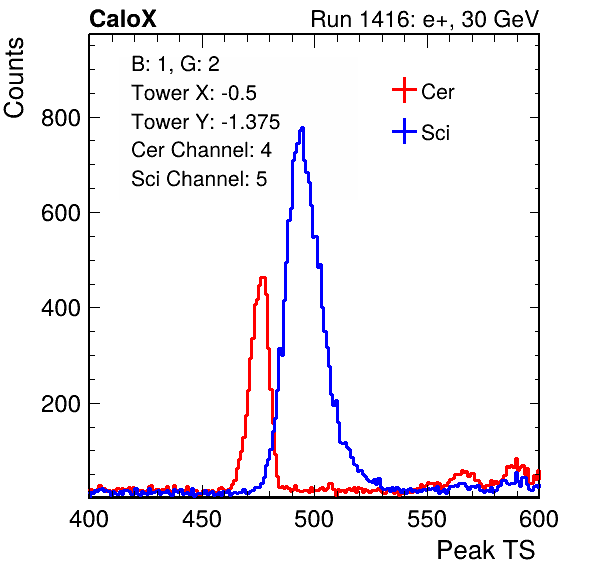 CaloX Run 1416: e+, 30 GeV
Counts
B: 1, G: 2
Tower X: -0.5
Tower Y: -1.375
Cer Channel: 4
Sci Channel: 5
Cer
Sci
800
600
400
200
400 450 500 550 600
Peak TS